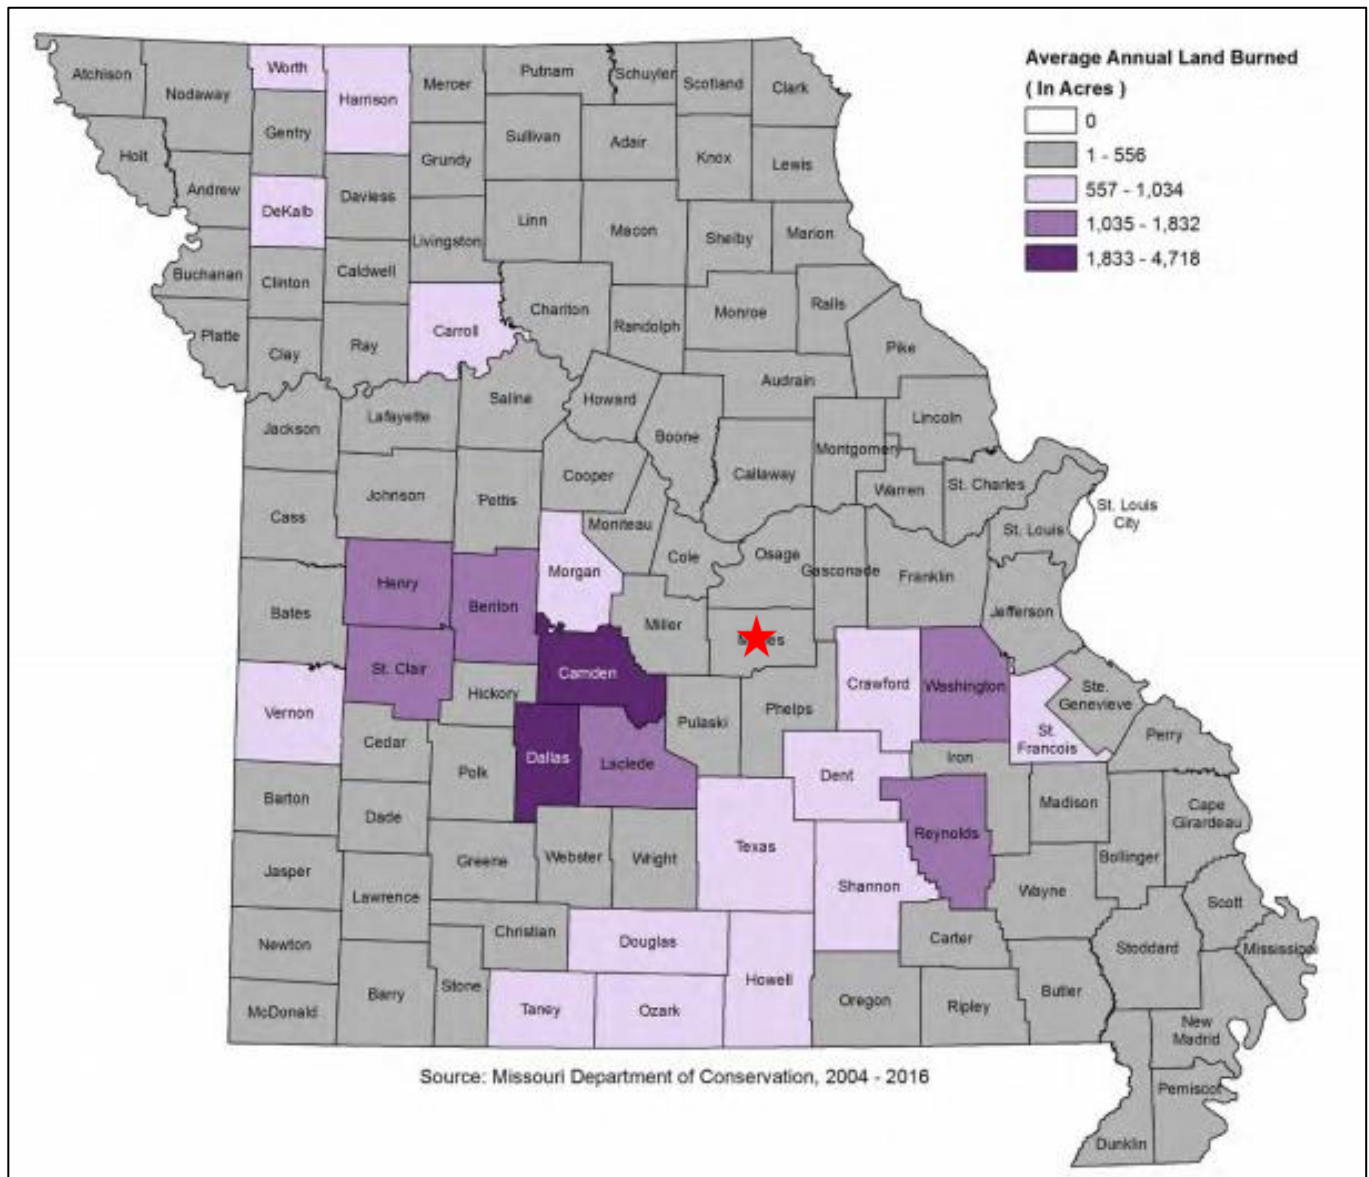 Average Annual Land Burned
( In Acres )
0
1 - 556
557 - 1,034
1,035 - 1,832
1,833 - 4,718
Atchison
Nodaway
Worth
Harrison
Mercer
Putnam
Schuyler
Scotland
Clark
Gentry
Sullivan
Adair
Knox
Lewis
Holt
Andrew
DeKalb
Daviess
Grundy
Linn
Macon
Shelby
Marion
Livingston
Buchanan
Clinton
Caldwell
Chariton
Randolph
Monroe
Ralls
Platte
Clay
Ray
Carroll
Pike
Audrain
Saline
Howard
Boone
Lincoln
Jackson
Lafayette
Montgomery
Callaway
Cooper
Warren
St. Charles
Johnson
Pettis
St. Louis
City
Cass
Moniteau
St. Louis
Cole
Osage
Gasconade
Franklin
Henry
Morgan
Benton
Bates
Miller
Jefferson
St. Clair
Camden
Hickory
Crawford
Washington
Ste.
Genevieve
Vernon
Pulaski
Phelps
St.
Francois
Perry
Cedar
Dallas
Laclede
Polk
Iron
Dent
Barton
Madison
Cape
Girardeau
Dade
Reynolds
Texas
Greene
Webster
Wright
Bollinger
Jasper
Shannon
Wayne
Lawrence
Scott
Christian
Douglas
Carter
Newton
Stoddard
Mississippi
Howell
Barry
Stone
Taney
Ozark
Oregon
Ripley
Butler
McDonald
New
Madrid
Pemiscot
Dunklin
Source: Missouri Department of Conservation, 2004 - 2016